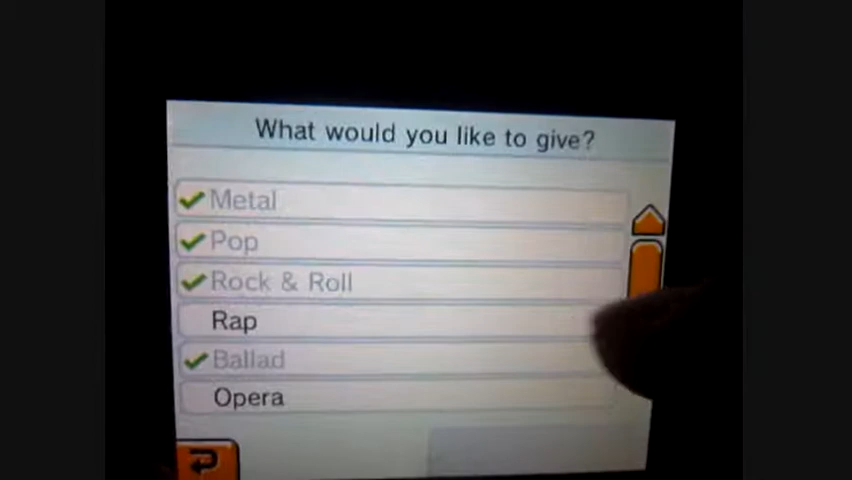 What would you like to give?
Metal
Pop
Rock & Roll
Rap
Ballad
Opera